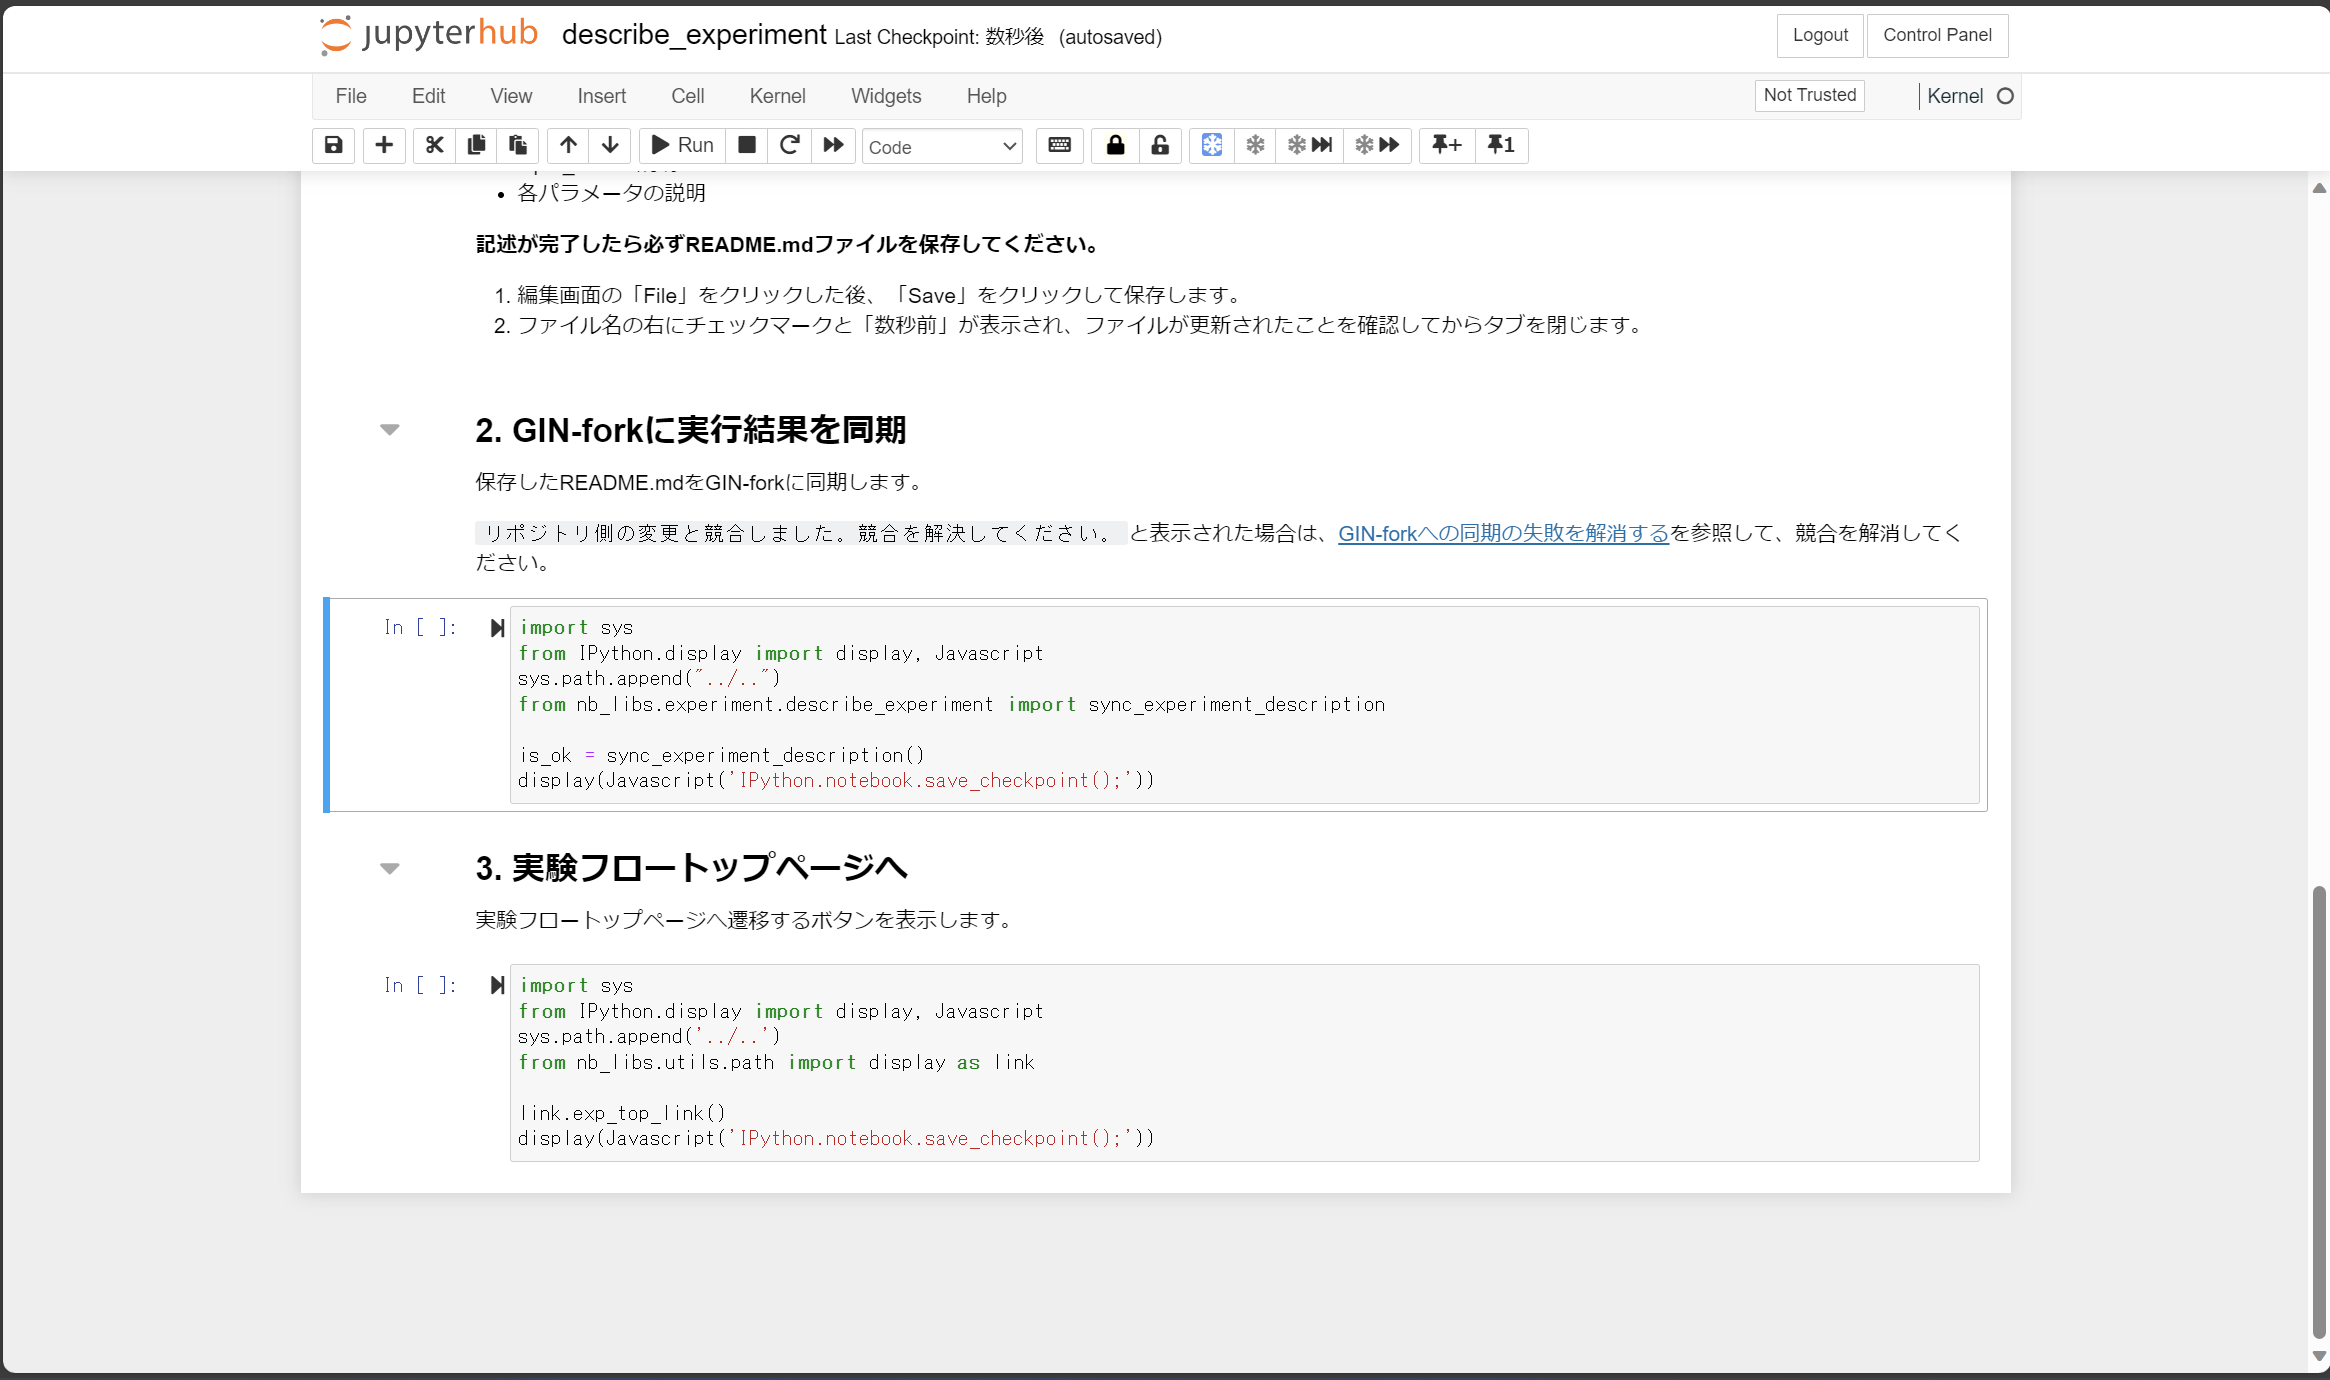 jupyterhub describe_experiment Last Checkpoint: 数秒後 (autosaved) Logout Control Panel
File Edit View Insert Cell Kernel Widgets Help Not Trusted Kernel
Run Code +1
• 各パラメータの説明
記述が完了したら必ずREADME.mdファイルを保存してください。
1. 編集画面の「File」をクリックした後、「Save」をクリックして保存します。
2. ファイル名の右にチェックマークと「数秒前」が表示され、ファイルが更新されたことを確認してからタブを閉じます。
2. GIN-forkに実行結果を同期
保存したREADME.mdをGIN-forkに同期します。
リポジトリ側の変更と競合しました。競合を解決してください。 と表示された場合は、GIN-forkへの同期の失敗を解消するを参照して、競合を解消してく
ださい。
In [ ]: import sys
from IPython.display import display, Javascript
sys.path.append("../..")
from nb_libs.experiment.describe_experiment import sync_experiment_description
is_ok = sync_experiment_description()
display(Javascript('IPython.notebook.save_checkpoint();'))
3. 実験フロートップページへ
実験フロートップページへ遷移するボタンを表示します。
In [ ]: import sys
from IPython.display import display, Javascript
sys.path.append('../..')
from nb_libs.utils.path import display as link
link.exp_top_link()
display(Javascript('IPython.notebook.save_checkpoint();'))